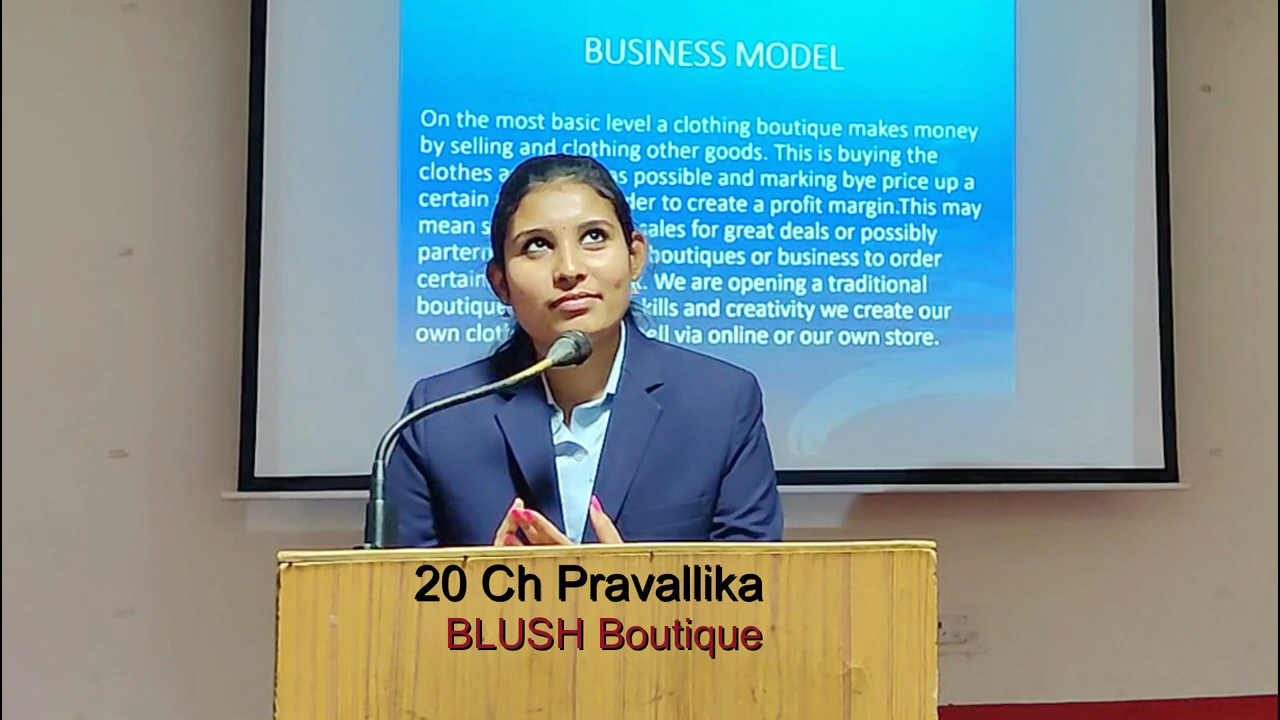 BUSINESS MODEL
On the most basic level a clothing boutique makes money
by selling and clothing other goods. This is buying the
clothes as possible and marking bye price up a
certain to create a profit margin.This may
mean sales for great deals or possibly
boutiques or business to order
certain We are opening a traditional
boutique and creativity we create our
own via online or our own store.
20 Ch Pravallika
BLUSH Boutique